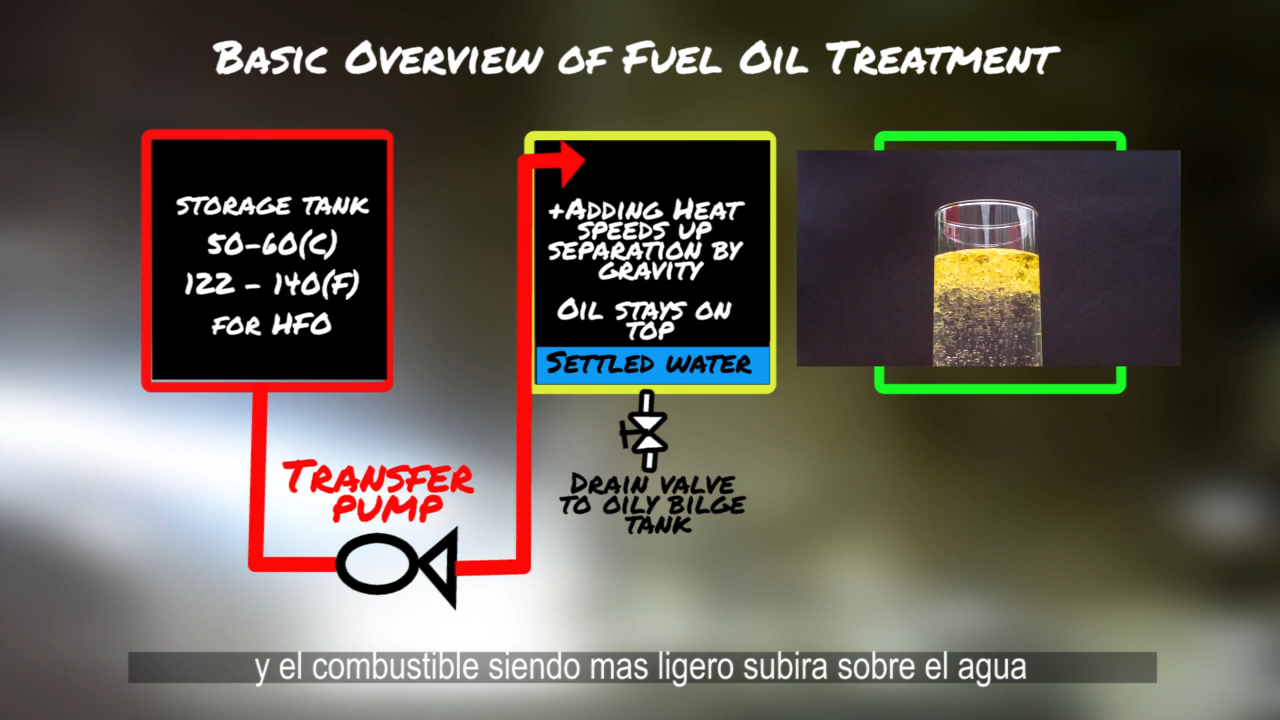 BASIC OVERVIEW OF FUEL OIL TREATMENT
STORAGE TANK
50-60(C)
122 - 140(F)
FOR HFO
+ADDING HEAT
SPEEDS UP
SEPARATION BY
GRAVITY
OIL STAYS ON
TOP
SETTLED WATER
TRANSFER
PUMP
DRAIN VALVE
TO OILY BILGE
TANK
y el combustible siendo mas ligero subira sobre el agua